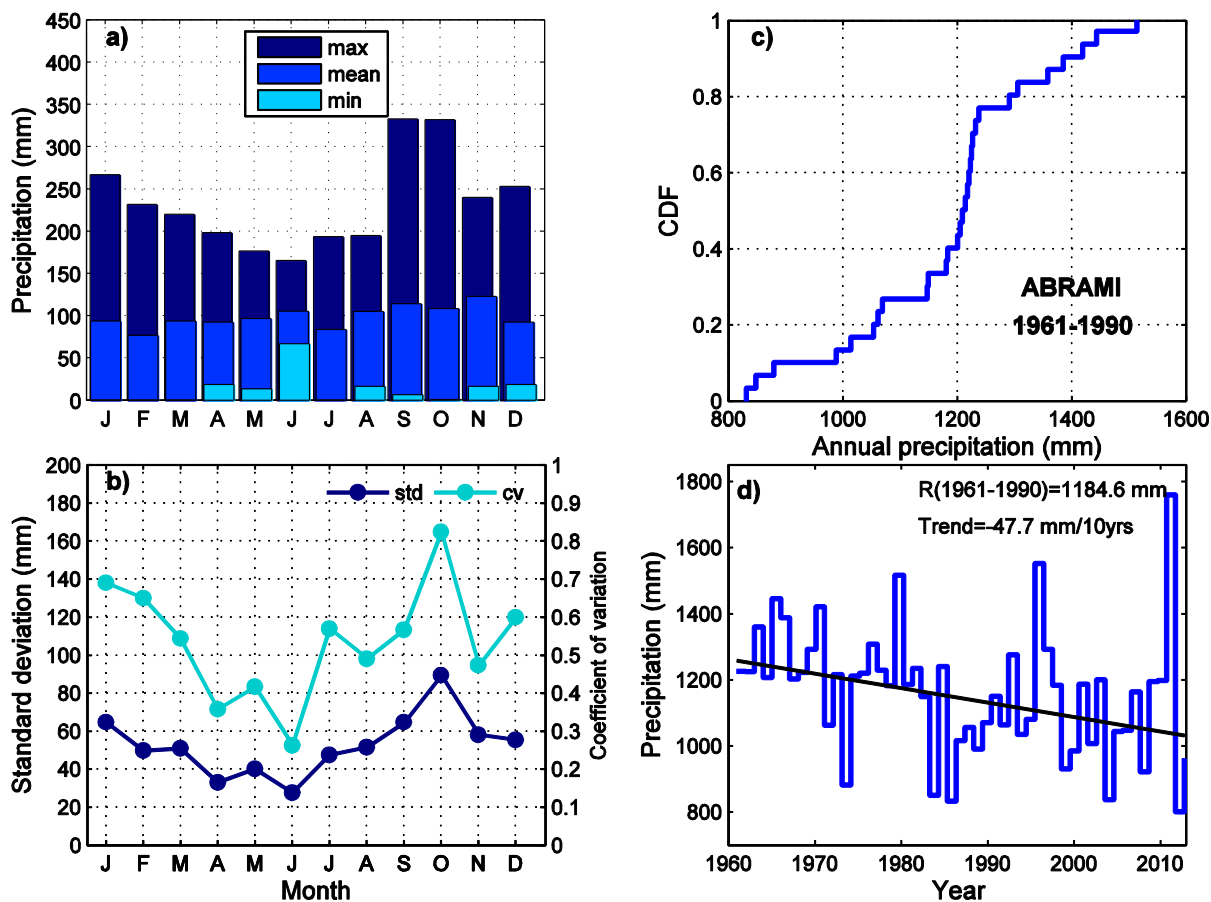 a)
max
mean
min
Precipitation (mm)
450
400
350
300
250
200
150
100
50
0
J F M A M J J A S O N D
c)
CDF
1
0.8
0.6
0.4
0.2
0
ABRAMI
1961-1990
800 1000 1200 1400 1600
Annual precipitation (mm)
b)
std cv
Standard deviation (mm)
200
180
160
140
120
100
80
60
40
20
0
Coefficient of variation
1
0.9
0.8
0.7
0.6
0.5
0.4
0.3
0.2
0.1
0
J F M A M J J A S O N D
Month
d)
R(1961-1990)=1184.6 mm
Trend=-47.7 mm/10yrs
Precipitation (mm)
1800
1600
1400
1200
1000
800
1960 1970 1980 1990 2000 2010
Year